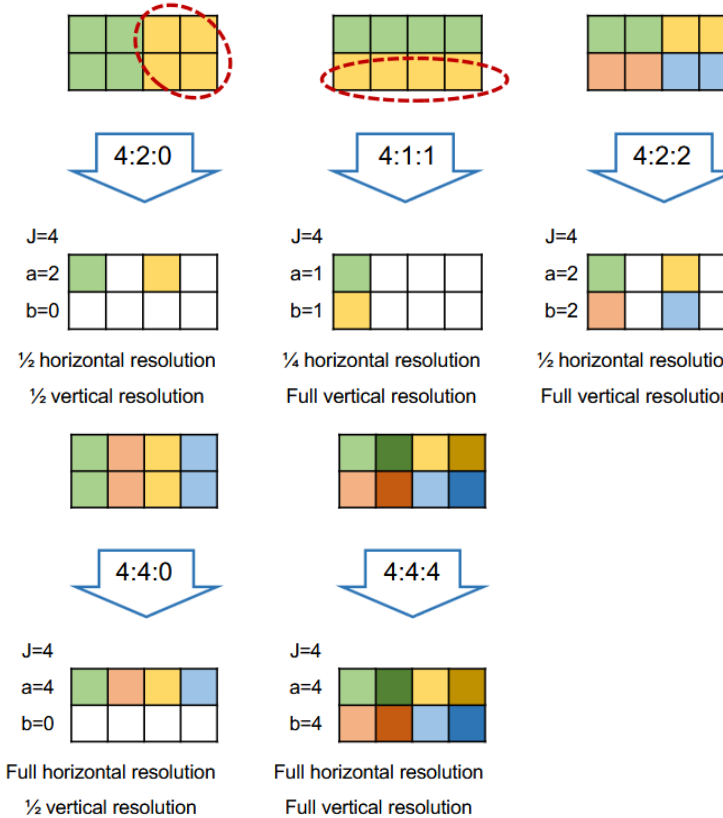 4:2:0
4:1:1
4:2:2
J=4
a=2
b=0
J=4
a=1
b=1
J=4
a=2
b=2
½ horizontal resolution
½ vertical resolution
¼ horizontal resolution
Full vertical resolution
½ horizontal resolution
Full vertical resolution
4:4:0
4:4:4
J=4
a=4
b=0
J=4
a=4
b=4
Full horizontal resolution
½ vertical resolution
Full horizontal resolution
Full vertical resolution